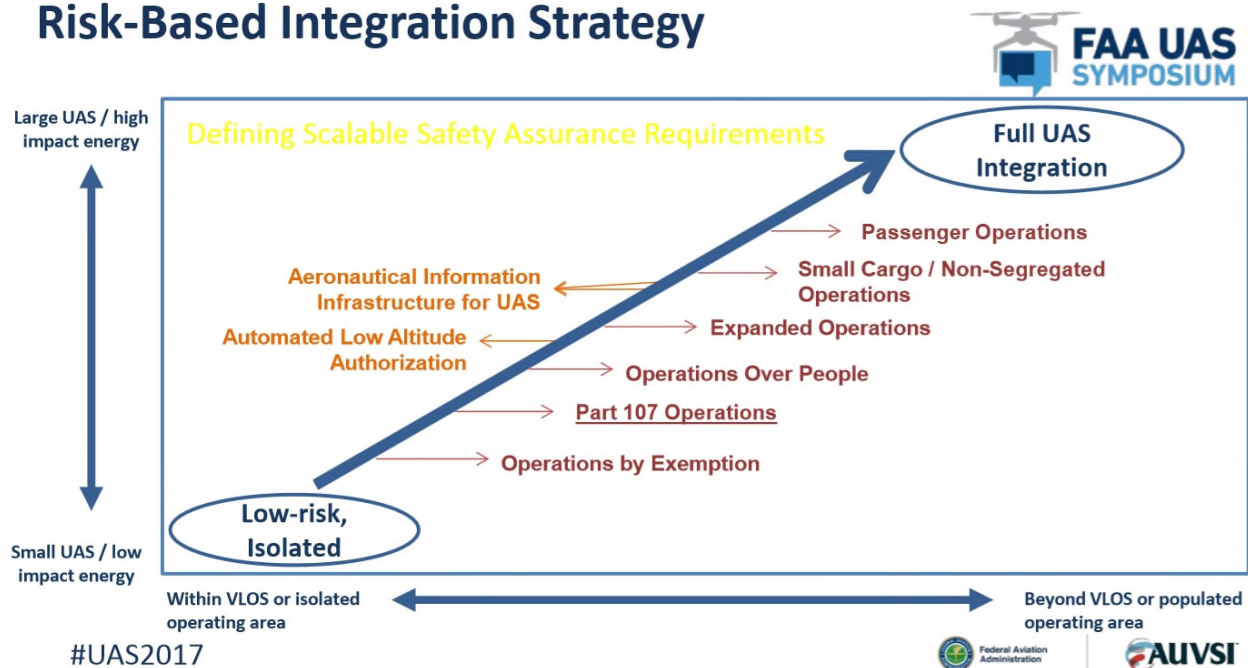 Risk-Based Integration Strategy
FAA UAS
SYMPOSIUM
Large UAS / high
impact energy
Defining Scalable Safety Assurance Requirements
Full UAS
Integration
Passenger Operations
Aeronautical Information
Infrastructure for UAS
Small Cargo / Non-Segregated
Operations
Expanded Operations
Automated Low Altitude
Authorization
Operations Over People
Part 107 Operations
Operations by Exemption
Low-risk,
Isolated
Small UAS / low
impact energy
Within VLOS or isolated
operating area
Beyond VLOS or populated
operating area
#UAS2017
Federal Aviation
Administration
AUVSI